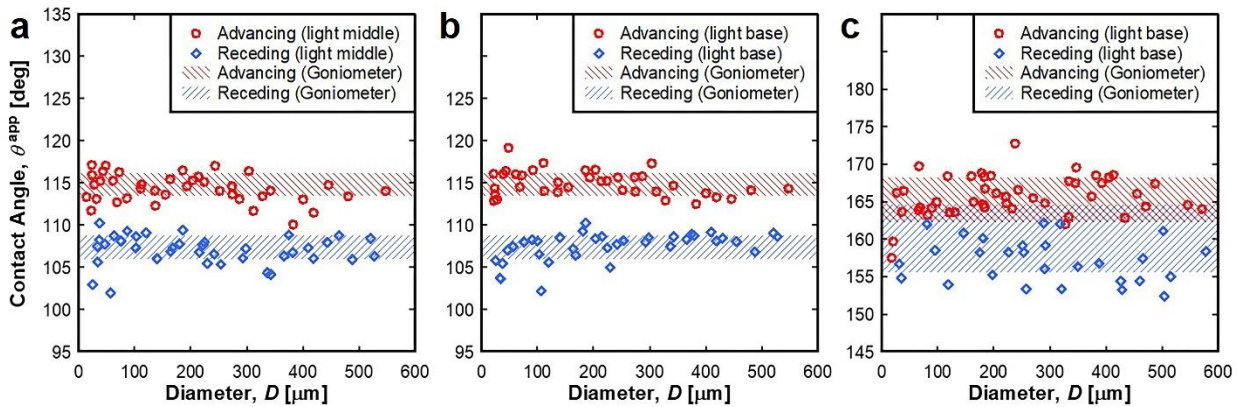 a
135
130
125
120
115
110
105
100
95
Contact Angle, θ^app [deg]
Advancing (light middle)
Receding (light middle)
Advancing (Goniometer)
Receding (Goniometer)
0 100 200 300 400 500 600
Diameter, D [μm]
b
135
130
125
120
115
110
105
100
95
Advancing (light base)
Receding (light base)
Advancing (Goniometer)
Receding (Goniometer)
0 100 200 300 400 500 600
Diameter, D [μm]
c
185
180
175
170
165
160
155
150
145
Advancing (light base)
Receding (light base)
Advancing (Goniometer)
Receding (Goniometer)
0 100 200 300 400 500 600
Diameter, D [μm]